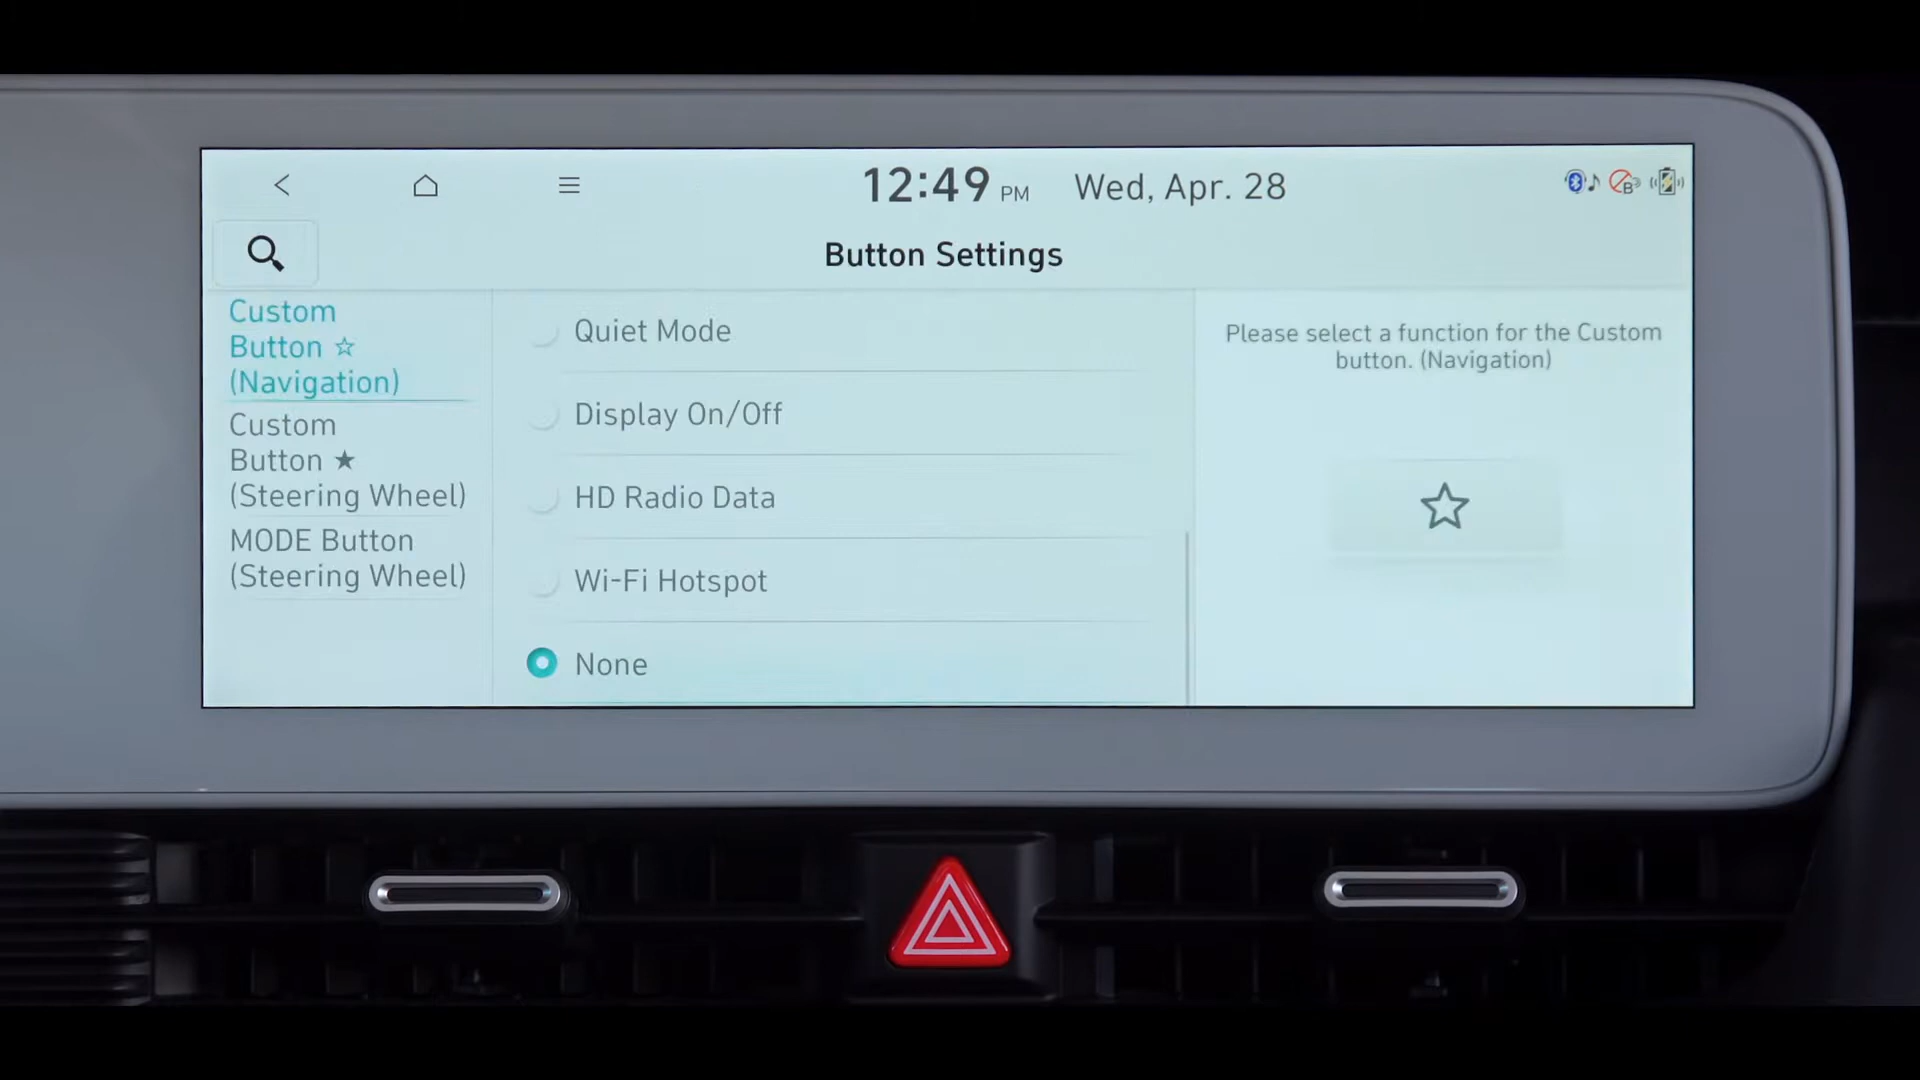 12:49 PM Wed, Apr. 28
B
Button Settings
Custom
Button ☆
(Navigation)
Custom
Button ★
(Steering Wheel)
MODE Button
(Steering Wheel)
Quiet Mode
Display On/Off
HD Radio Data
Wi-Fi Hotspot
None
Please select a function for the Custom
button. (Navigation)